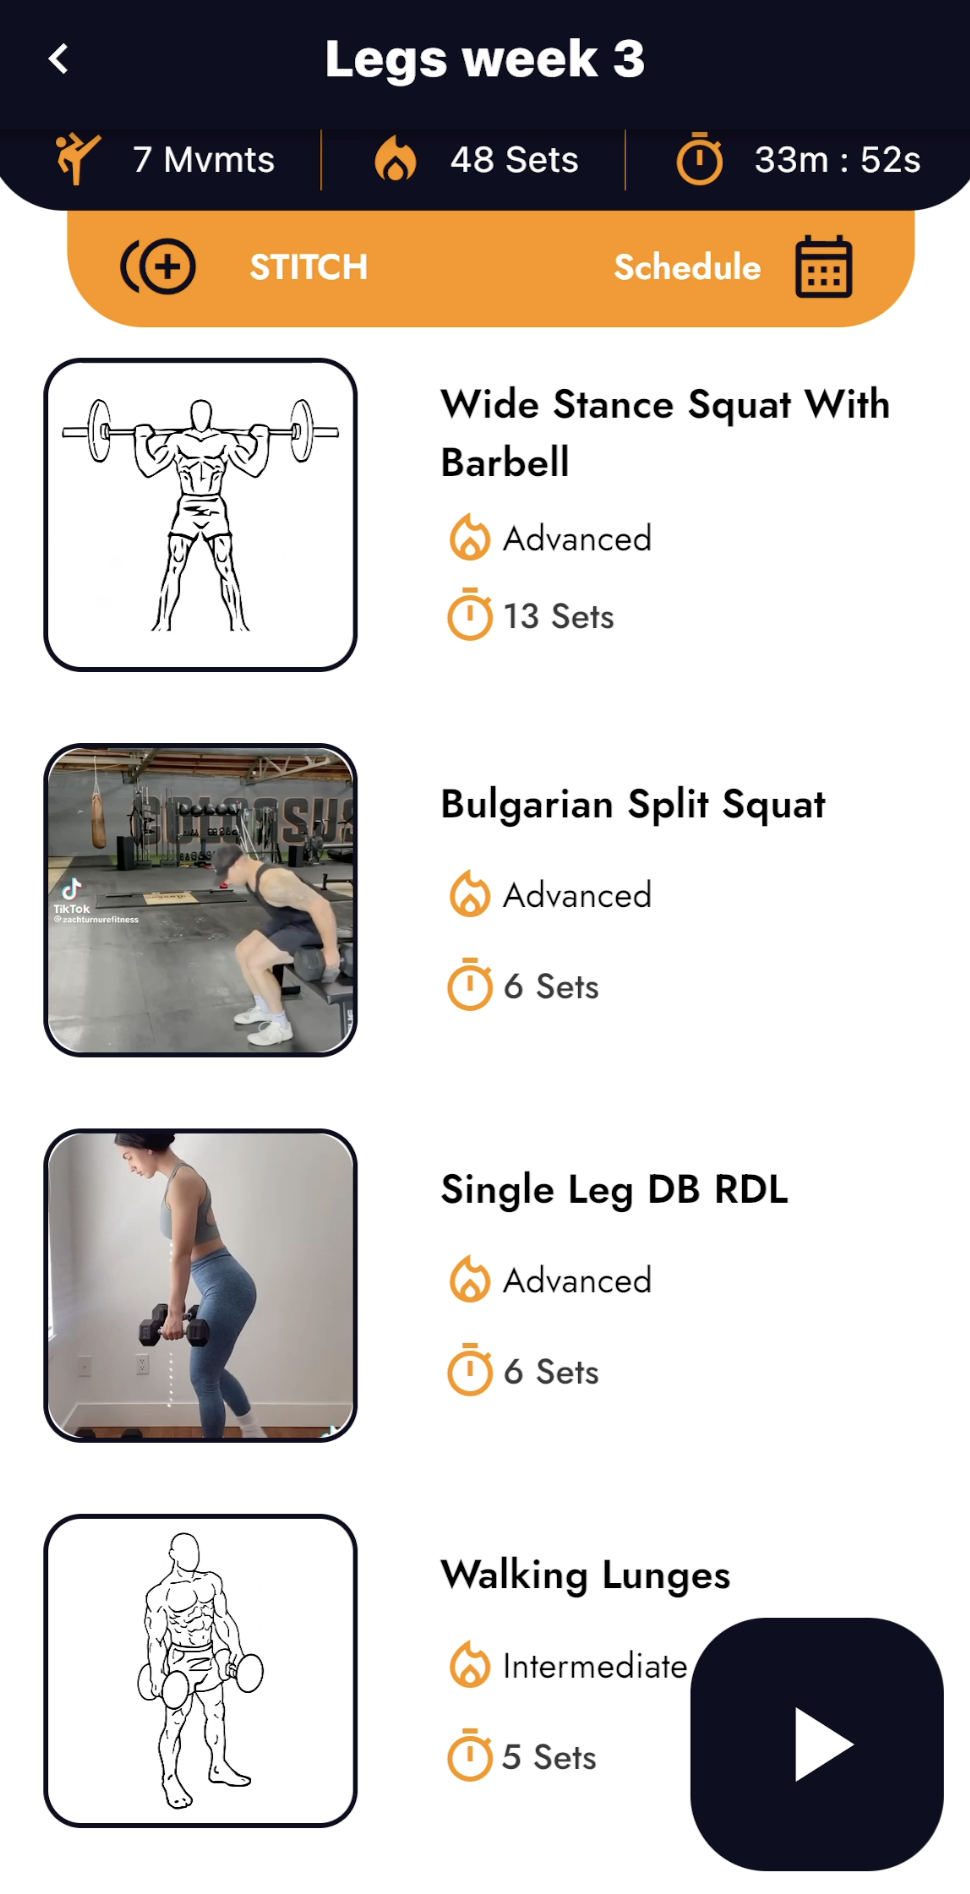 Legs week 3
7 Mvmts
48 Sets
33m : 52s
STITCH
Schedule
Wide Stance Squat With
Barbell
Advanced
13 Sets
COLOSSUS
TikTok
@zachturnurefitness
Bulgarian Split Squat
Advanced
6 Sets
Single Leg DB RDL
Advanced
6 Sets
Walking Lunges
Intermediate
5 Sets